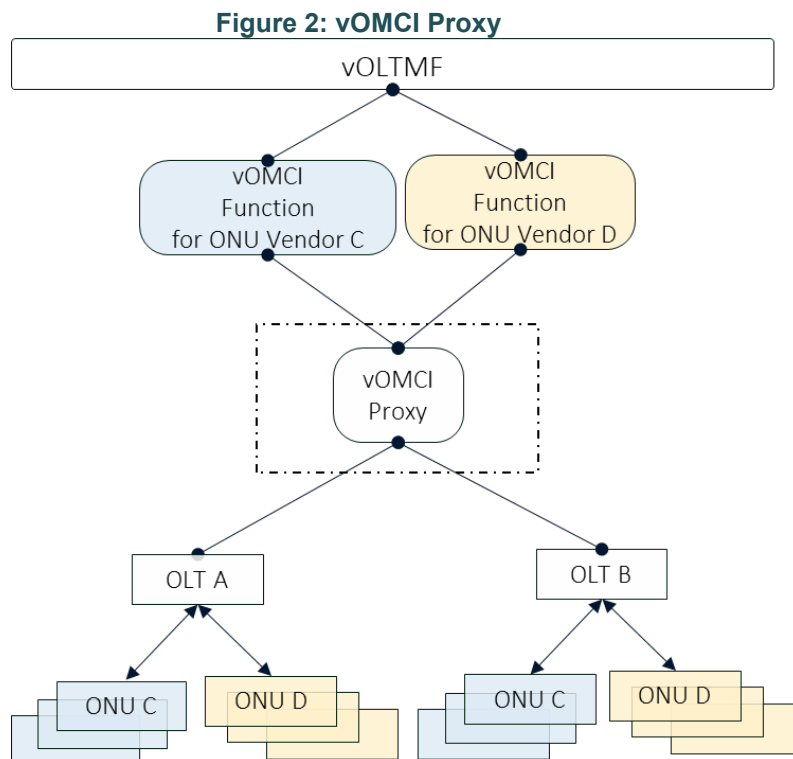 Figure 2: vOMCI Proxy
vOLTMF
vOMCI
Function
for ONU Vendor C
vOMCI
Function
for ONU Vendor D
vOMCI
Proxy
OLT A
OLT B
ONU C
ONU D
ONU C
ONU D